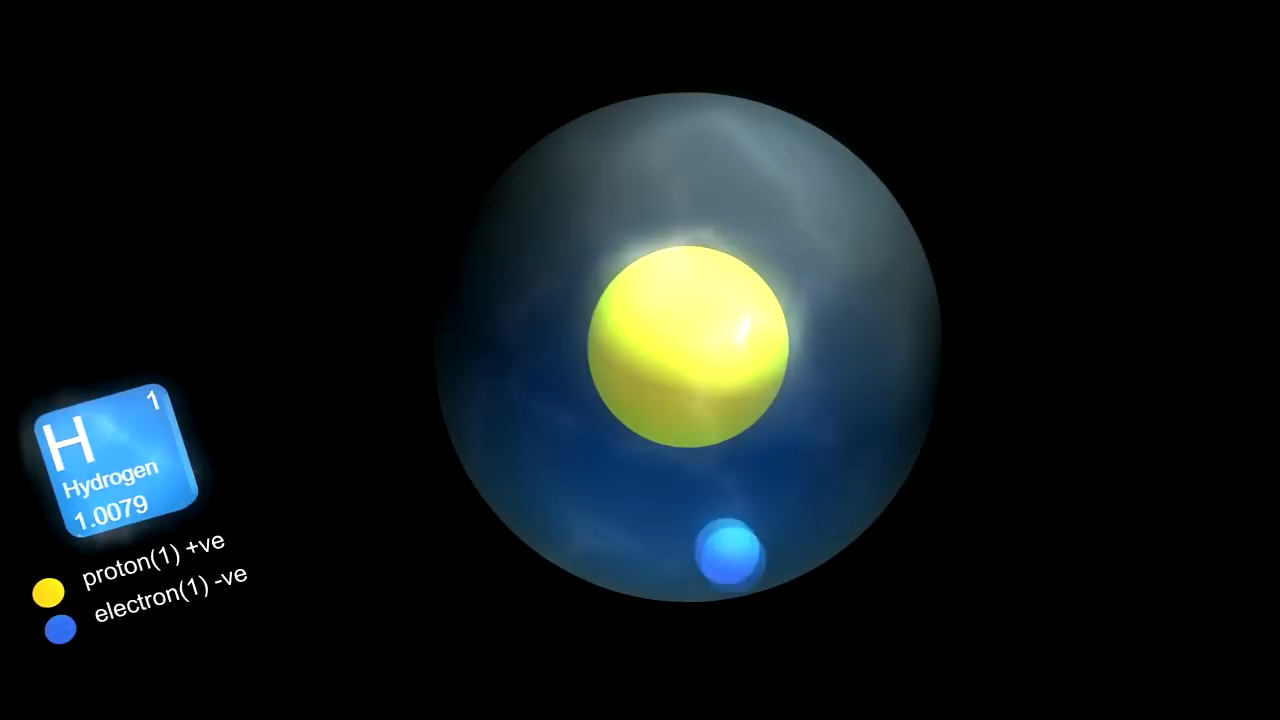 1
H
Hydrogen
1.0079
proton(1) +ve
electron(1) -ve